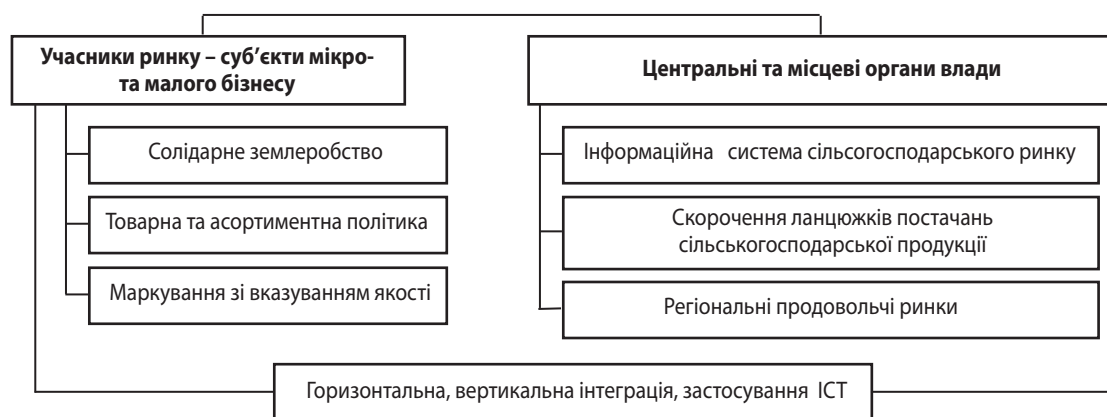 Учасники ринку – суб’єкти мікро-
та малого бізнесу
Солідарне землеробство
Товарна та асортиментна політика
Маркування зі вказуванням якості
Центральні та місцеві органи влади
Інформаційна система сільсогосподарського ринку
Скорочення ланцюжків постачань
сільськогосподарської продукції
Регіональні продовольчі ринки
Горизонтальна, вертикальна інтеграція, застосування ІСТ